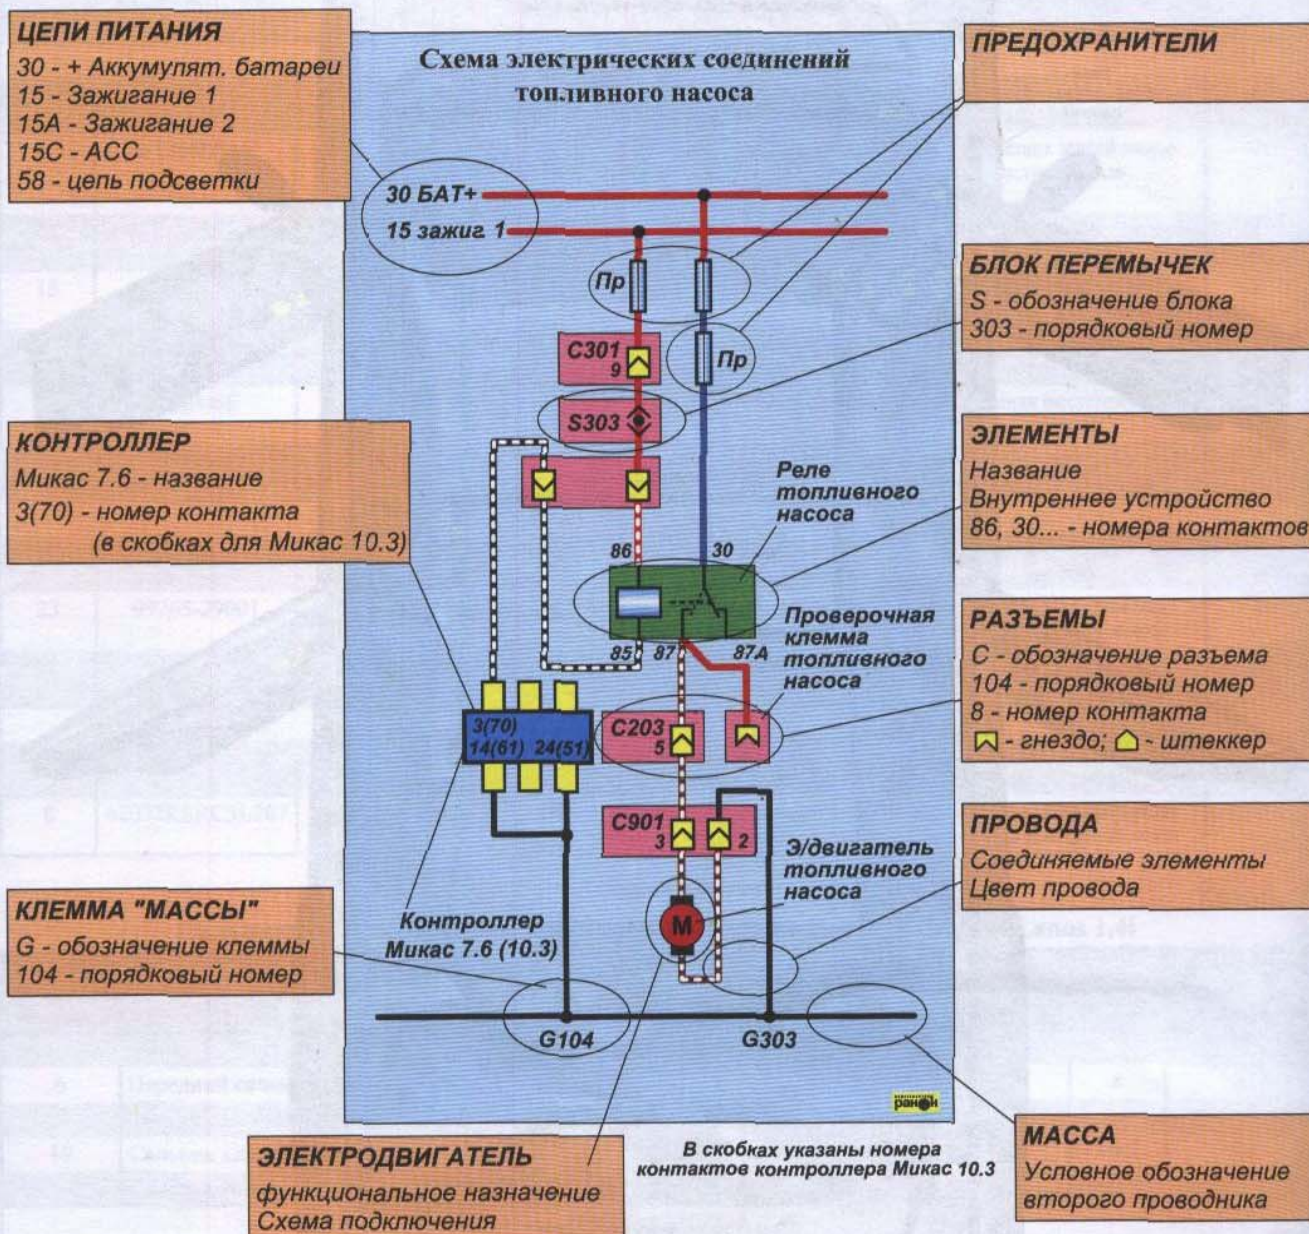 ЦЕПИ ПИТАНИЯ
30 - + Аккумулят. батареи
15 - Зажигание 1
15А - Зажигание 2
15С - АСС
58 - цепь подсветки
Схема электрических соединений
топливного насоса
ПРЕДОХРАНИТЕЛИ
30 БАТ+
15 зажиг 1
Пр
Пр
БЛОК ПЕРЕМЫЧЕК
S - обозначение блока
303 - порядковый номер
C301
9
S303
КОНТРОЛЛЕР
Микас 7.6 - название
3(70) - номер контакта
(в скобках для Микас 10.3)
ЭЛЕМЕНТЫ
Название
Внутреннее устройство
86, 30... - номера контактов
Реле
топливного
насоса
86
30
85
87
87A
Проверочная
клемма
топливного
насоса
РАЗЪЕМЫ
С - обозначение разъема
104 - порядковый номер
8 - номер контакта
- гнездо; - штеккер
3(70)
14(61) 24(51)
C203
5
C901
3
2
Э/двигатель
топливного
насоса
М
ПРОВОДА
Соединяемые элементы
Цвет провода
КЛЕММА "МАССЫ"
G - обозначение клеммы
104 - порядковый номер
Контроллер
Микас 7.6 (10.3)
G104
G303
ранок
ЭЛЕКТРОДВИГАТЕЛЬ
функциональное назначение
Схема подключения
В скобках указаны номера
контактов контроллера Микас 10.3
МАССА
Условное обозначение
второго проводника